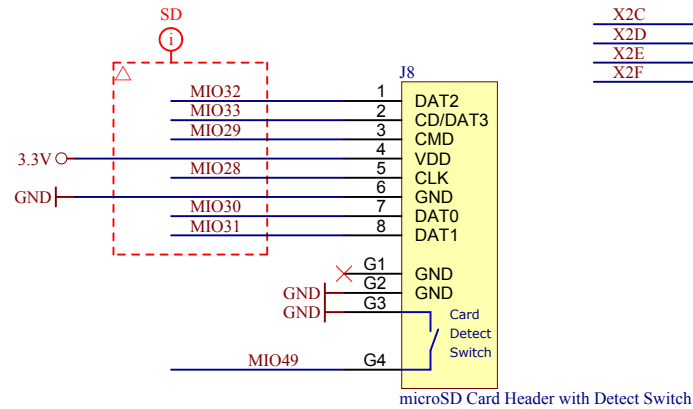 SD
i
X2C
X2D
X2E
X2F
J8
MIO32 1 DAT2
MIO33 2 CD/DAT3
MIO29 3 CMD
3.3V 4 VDD
MIO28 5 CLK
GND 6 GND
MIO30 7 DAT0
MIO31 8 DAT1
G1 GND
GND G2 GND
GND G3
Card
Detect
Switch
MIO49 G4
microSD Card Header with Detect Switch